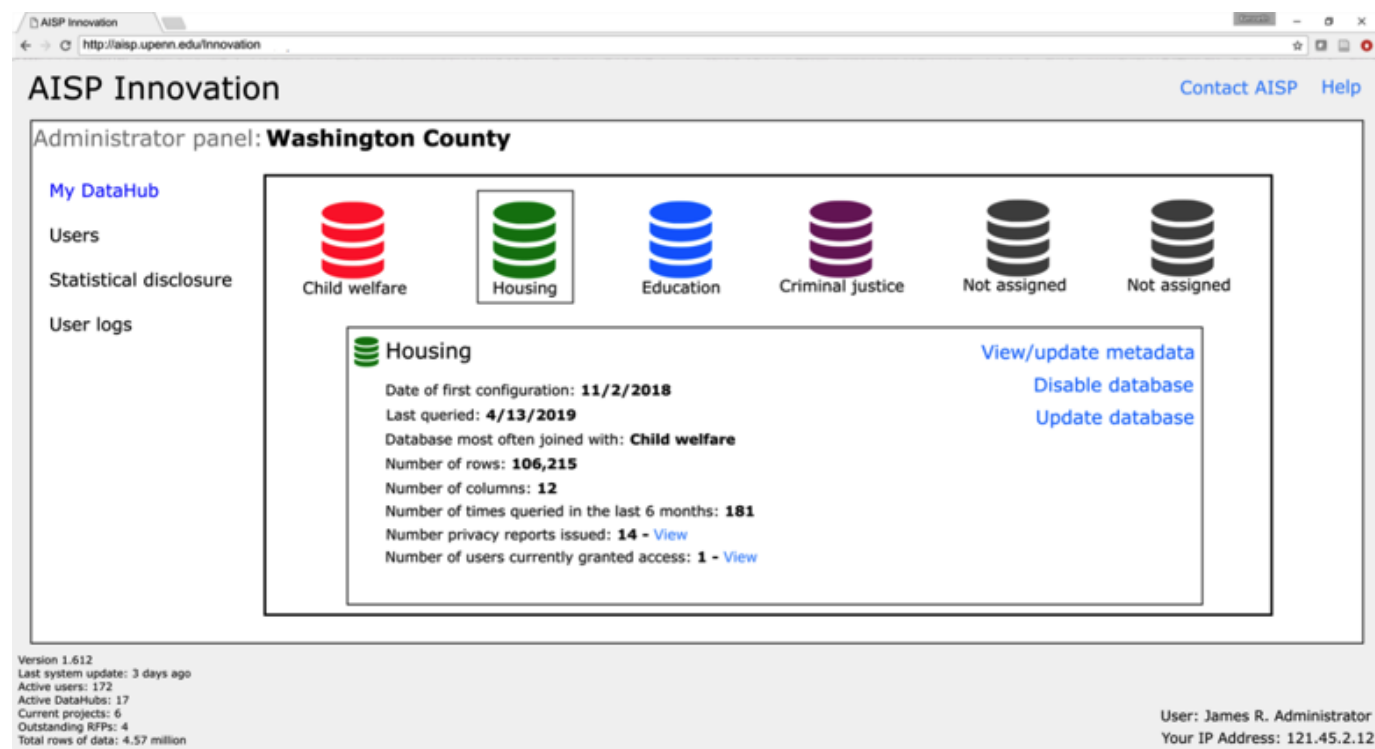 AISP Innovation
http://aisp.upenn.edu/Innovation
AISP Innovation
Contact AISP Help
Administrator panel: Washington County
My DataHub
Users
Statistical disclosure
User logs
Child welfare
Housing
Education
Criminal justice
Not assigned
Not assigned
Housing
View/update metadata
Disable database
Update database
Date of first configuration: 11/2/2018
Last queried: 4/13/2019
Database most often joined with: Child welfare
Number of rows: 106,215
Number of columns: 12
Number of times queried in the last 6 months: 181
Number privacy reports issued: 14 - View
Number of users currently granted access: 1 - View
Version 1.612
Last system update: 3 days ago
Active users: 172
Active DataHubs: 17
Current projects: 6
Outstanding RFPs: 4
Total rows of data: 4.57 million
User: James R. Administrator
Your IP Address: 121.45.2.12